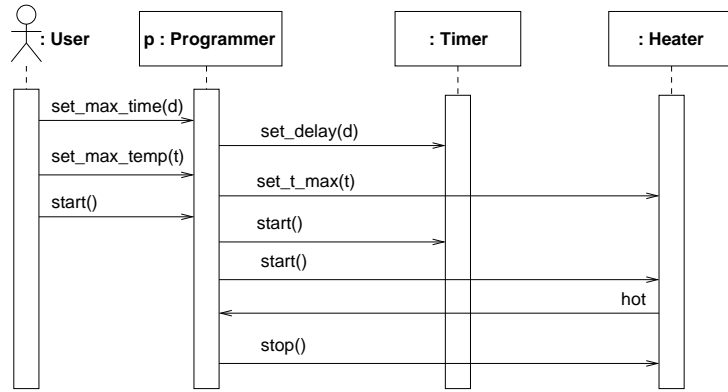 : User
p : Programmer
: Timer
: Heater
set_max_time(d)
set_delay(d)
set_max_temp(t)
set_t_max(t)
start()
start()
start()
hot
stop()